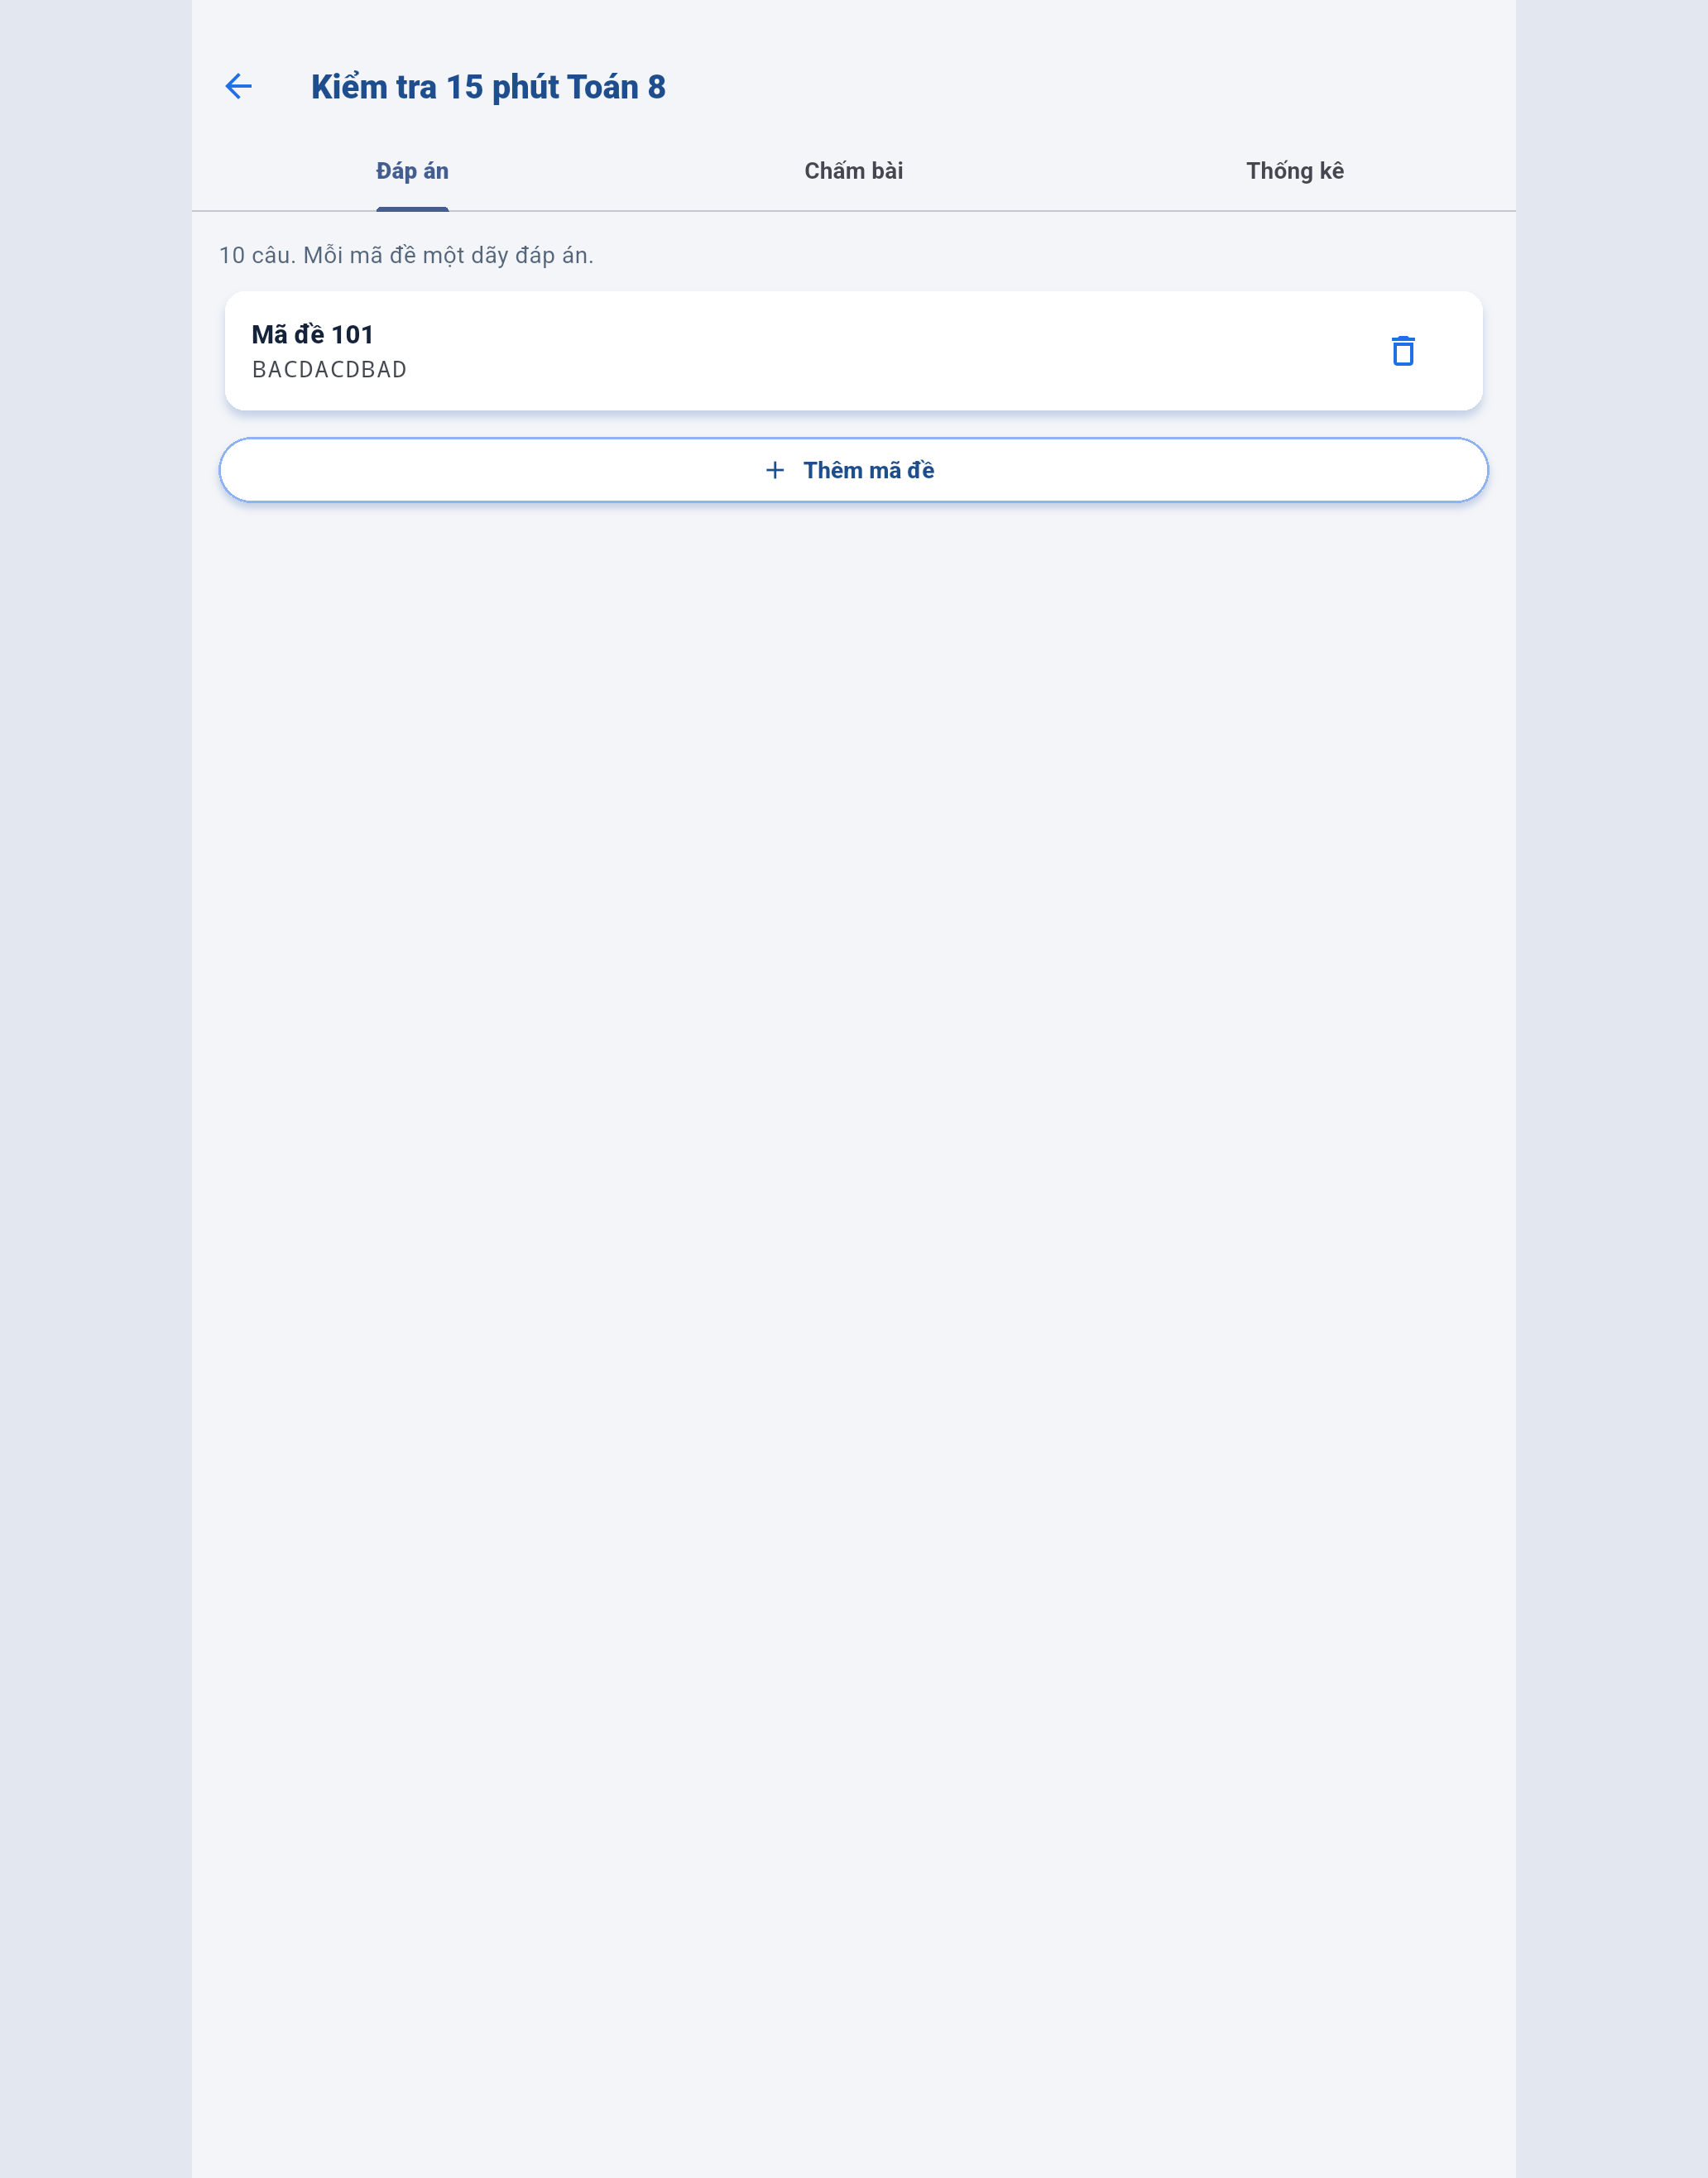 Kiểm tra 15 phút Toán 8
Đáp án
Chấm bài
Thống kê
10 câu. Mỗi mã đề một dãy đáp án.
Mã đề 101
BACDACDBAD
Thêm mã đề